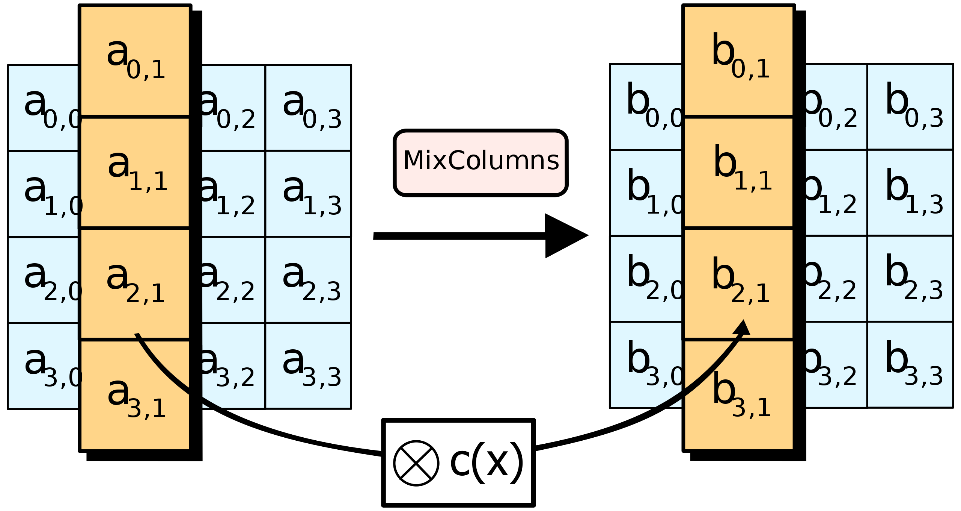 a0,1
b0,1
a0,0 a0,2 a0,3
b0,0 b0,2 b0,3
MixColumns
a1,1
b1,1
a1,0 a1,2 a1,3
b1,0 b1,2 b1,3
a2,1
b2,1
a2,0 a2,2 a2,3
b2,0 b2,2 b2,3
a3,0 a3,2 a3,3
b3,0 b3,2 b3,3
a3,1
b3,1
⊗ c(x)